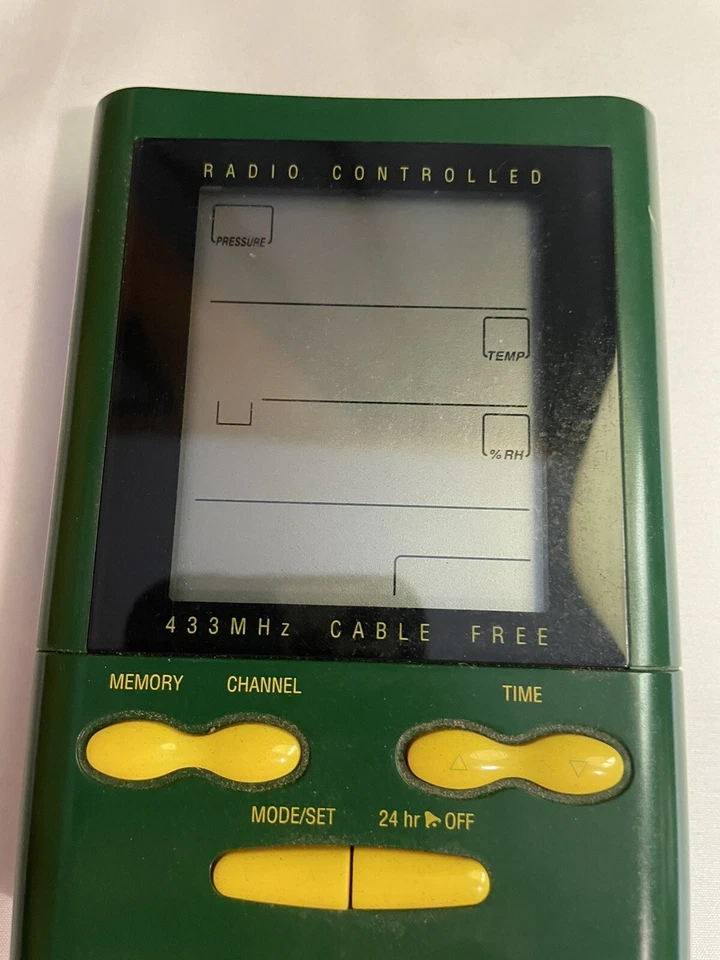 RADIO CONTROLLED
PRESSURE
TEMP
%RH
433MHz CABLE FREE
MEMORY CHANNEL TIME
MODE/SET 24 hr OFF